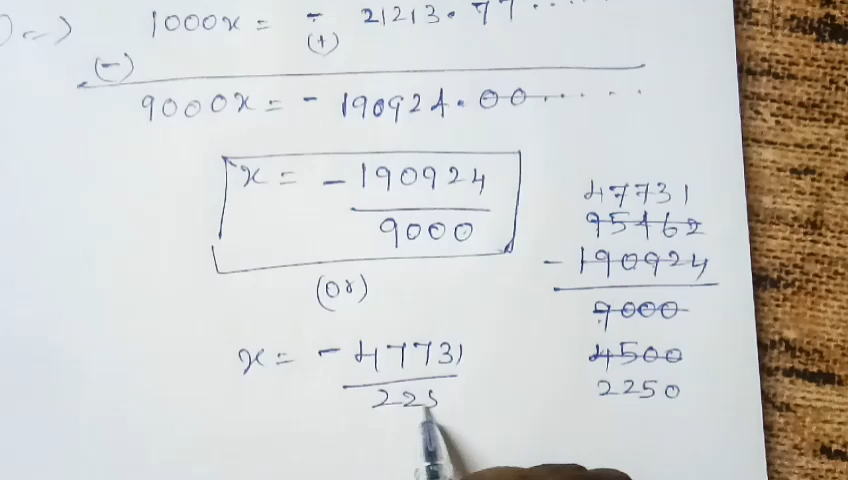 => 1000x = - 21213.77.....
(+)
(-)
9000x = - 190924.00.....
x = - 190924
9000
(or)
x = - 47731
225
47731
95462
- 190924
9000
4500
2250